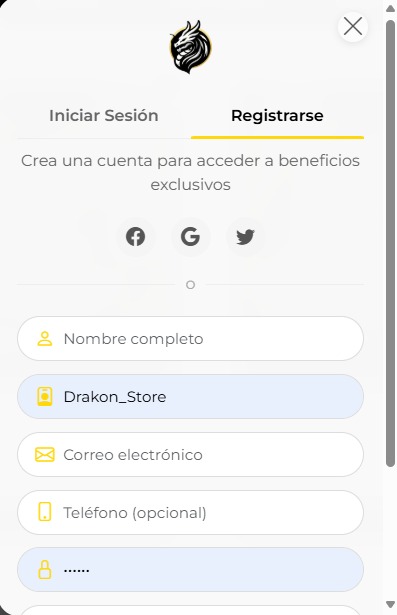 Iniciar Sesión
Registrarse
Crea una cuenta para acceder a beneficios
exclusivos
O
Nombre completo
Drakon_Store
Correo electrónico
Teléfono (opcional)
••••••